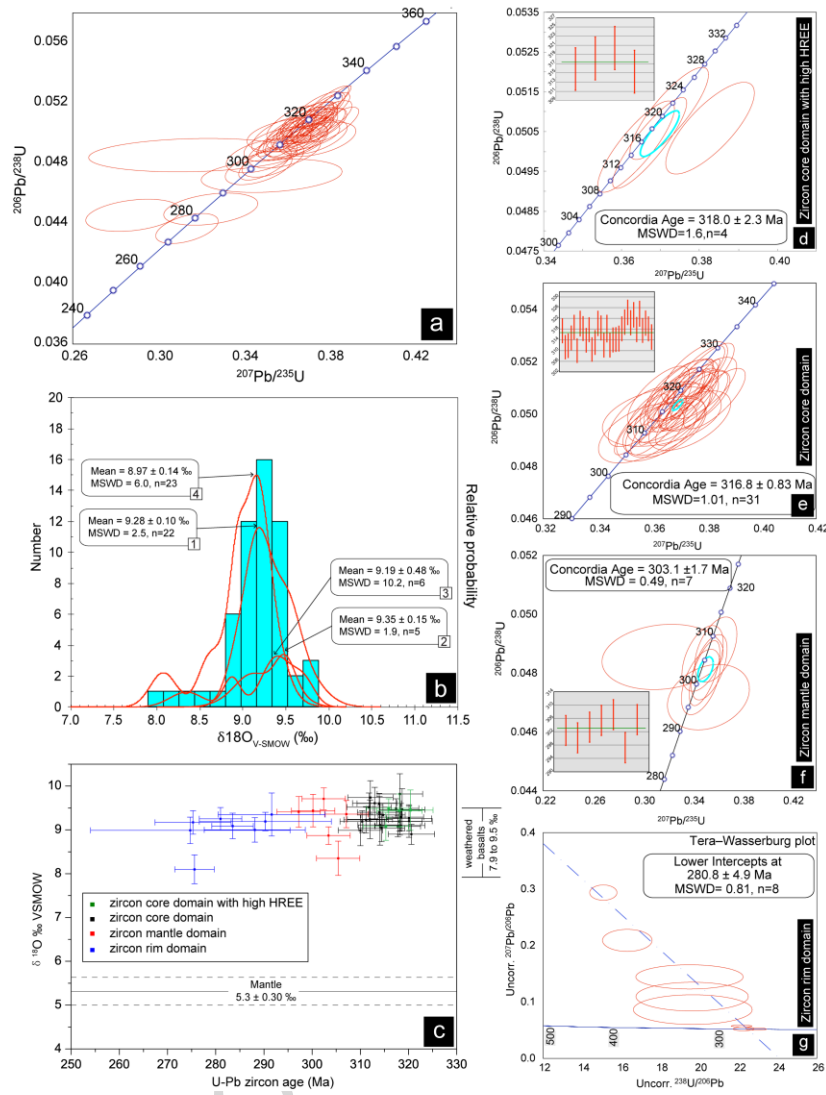 0.056
0.052
0.048
0.044
0.040
0.036
206Pb/238U
360
340
320
300
280
260
240
a
0.26
0.30
0.34
0.38
0.42
207Pb/235U
20
18
16
14
12
10
8
6
4
2
0
Number
Relative probability
Mean = 8.97 ± 0.14 ‰
MSWD = 6.0, n=23
4
Mean = 9.28 ± 0.10 ‰
MSWD = 2.5, n=22
1
Mean = 9.19 ± 0.48 ‰
MSWD = 10.2, n=6
3
Mean = 9.35 ± 0.15 ‰
MSWD = 1.9, n=5
2
b
7.0 7.5 8.0 8.5 9.0 9.5 10.0 10.5 11.0 11.5
δ18O V-SMOW (‰)
10
9
8
7
6
5
4
δ 18O ‰ VSMOW
weathered
basalts
7.9 to 9.5 ‰
zircon core domain with high HREE
zircon core domain
zircon mantle domain
zircon rim domain
Mantle
5.3 ± 0.30 ‰
c
250 260 270 280 290 300 310 320 330
U-Pb zircon age (Ma)
0.0535
0.0525
0.0515
0.0505
0.0495
0.0485
0.0475
206Pb/238U
332
328
324
320
316
312
308
304
300
Concordia Age = 318.0 ± 2.3 Ma
MSWD=1.6,n=4
Zircon core domain with high HREE
d
0.34
0.36
0.38
0.40
207Pb/235U
0.054
0.052
0.050
0.048
0.046
206Pb/238U
340
330
320
310
300
290
Concordia Age = 316.8 ± 0.83 Ma
MSWD=1.01, n=31
Zircon core domain
e
0.32
0.34
0.36
0.38
0.40
0.42
207Pb/235U
Concordia Age = 303.1 ±1.7 Ma
MSWD = 0.49, n=7
0.052
0.050
0.048
0.046
0.044
206Pb/238U
320
310
300
290
280
Zircon mantle domain
f
0.22
0.26
0.30
0.34
0.38
0.42
207Pb/235U
Tera–Wasserburg plot
Lower Intercepts at
280.8 ± 4.9 Ma
MSWD= 0.81, n=8
0.4
0.3
0.2
0.1
0.0
Uncorr. 207Pb/206Pb
500
400
300
Zircon rim domain
g
12 14 16 18 20 22 24 26
Uncorr. 238U/206Pb